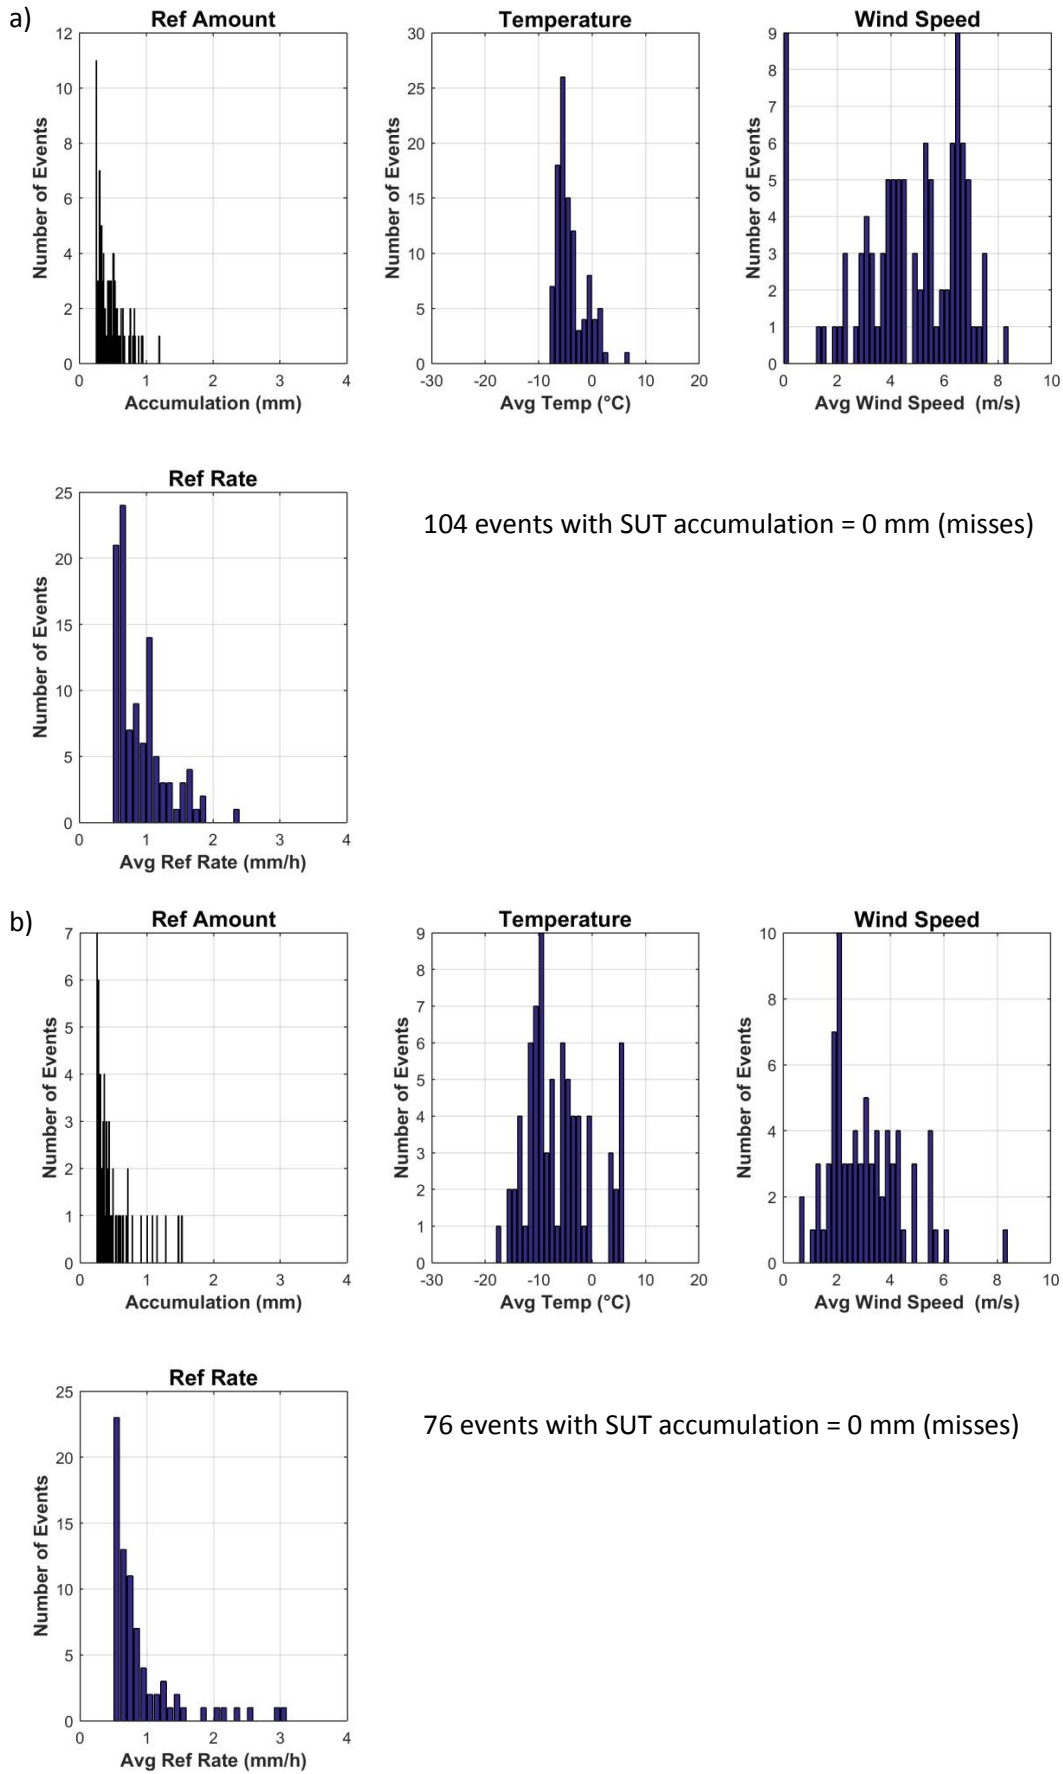 a)
Ref Amount
Temperature
Wind Speed
12
10
8
6
4
2
0
Number of Events
0 1 2 3 4
Accumulation (mm)
30
25
20
15
10
5
0
Number of Events
-30 -20 -10 0 10 20
Avg Temp (°C)
9
8
7
6
5
4
3
2
1
0
Number of Events
0 2 4 6 8 10
Avg Wind Speed (m/s)
Ref Rate
25
20
15
10
5
0
Number of Events
0 1 2 3 4
Avg Ref Rate (mm/h)
104 events with SUT accumulation = 0 mm (misses)
b)
Ref Amount
Temperature
Wind Speed
7
6
5
4
3
2
1
0
Number of Events
0 1 2 3 4
Accumulation (mm)
9
8
7
6
5
4
3
2
1
0
Number of Events
-30 -20 -10 0 10 20
Avg Temp (°C)
10
8
6
4
2
0
Number of Events
0 2 4 6 8 10
Avg Wind Speed (m/s)
Ref Rate
25
20
15
10
5
0
Number of Events
0 1 2 3 4
Avg Ref Rate (mm/h)
76 events with SUT accumulation = 0 mm (misses)